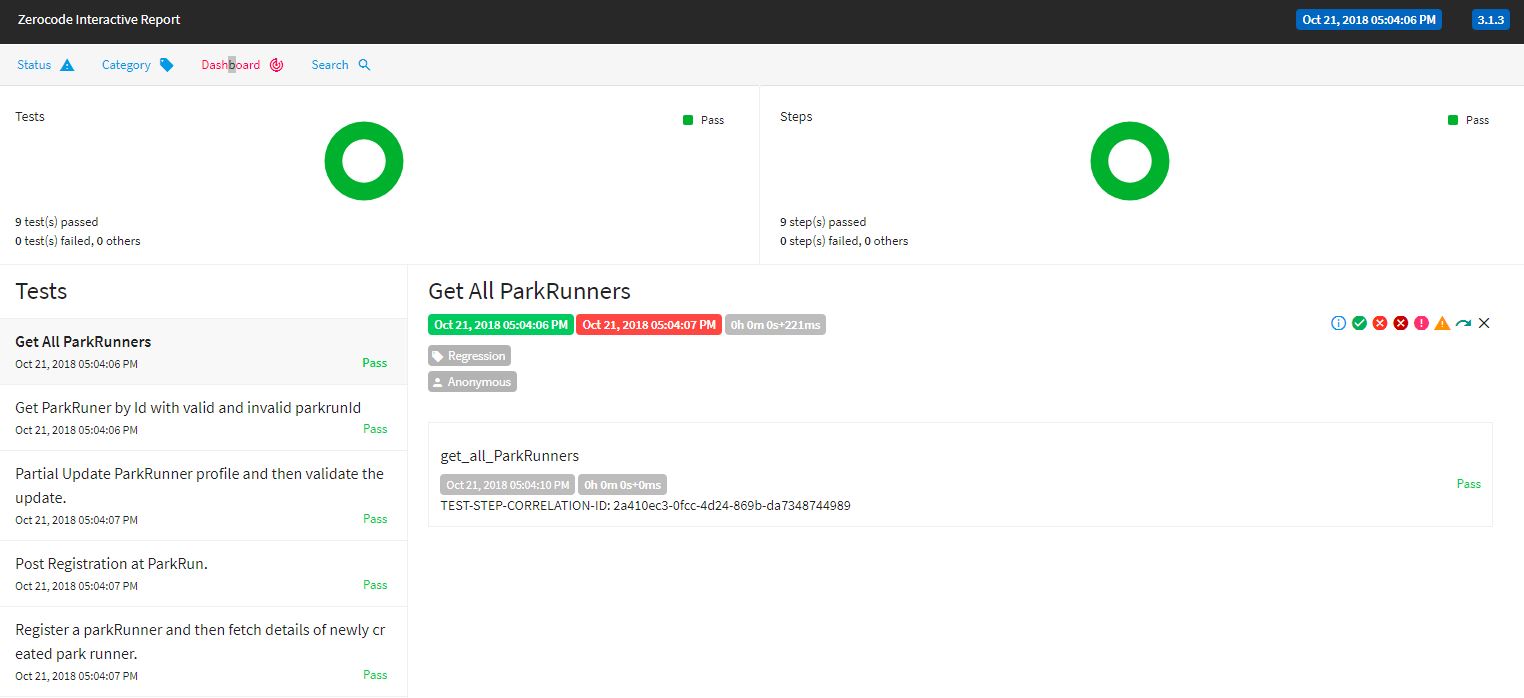 Zerocode Interactive Report
Oct 21, 2018 05:04:06 PM
3.1.3
Status
Category
Dashboard
Search
Tests
Pass
9 test(s) passed
0 test(s) failed, 0 others
Steps
Pass
9 step(s) passed
0 step(s) failed, 0 others
Tests
Get All ParkRunners
Oct 21, 2018 05:04:06 PM
Pass
Get ParkRuner by Id with valid and invalid parkrunId
Oct 21, 2018 05:04:06 PM
Pass
Partial Update ParkRunner profile and then validate the
update.
Oct 21, 2018 05:04:07 PM
Pass
Post Registration at ParkRun.
Oct 21, 2018 05:04:07 PM
Pass
Register a parkRunner and then fetch details of newly cr
eated park runner.
Oct 21, 2018 05:04:07 PM
Pass
Get All ParkRunners
Oct 21, 2018 05:04:06 PM
Oct 21, 2018 05:04:07 PM
0h 0m 0s+221ms
Regression
Anonymous
get_all_ParkRunners
Oct 21, 2018 05:04:10 PM
0h 0m 0s+0ms
Pass
TEST-STEP-CORRELATION-ID: 2a410ec3-0fcc-4d24-869b-da7348744989